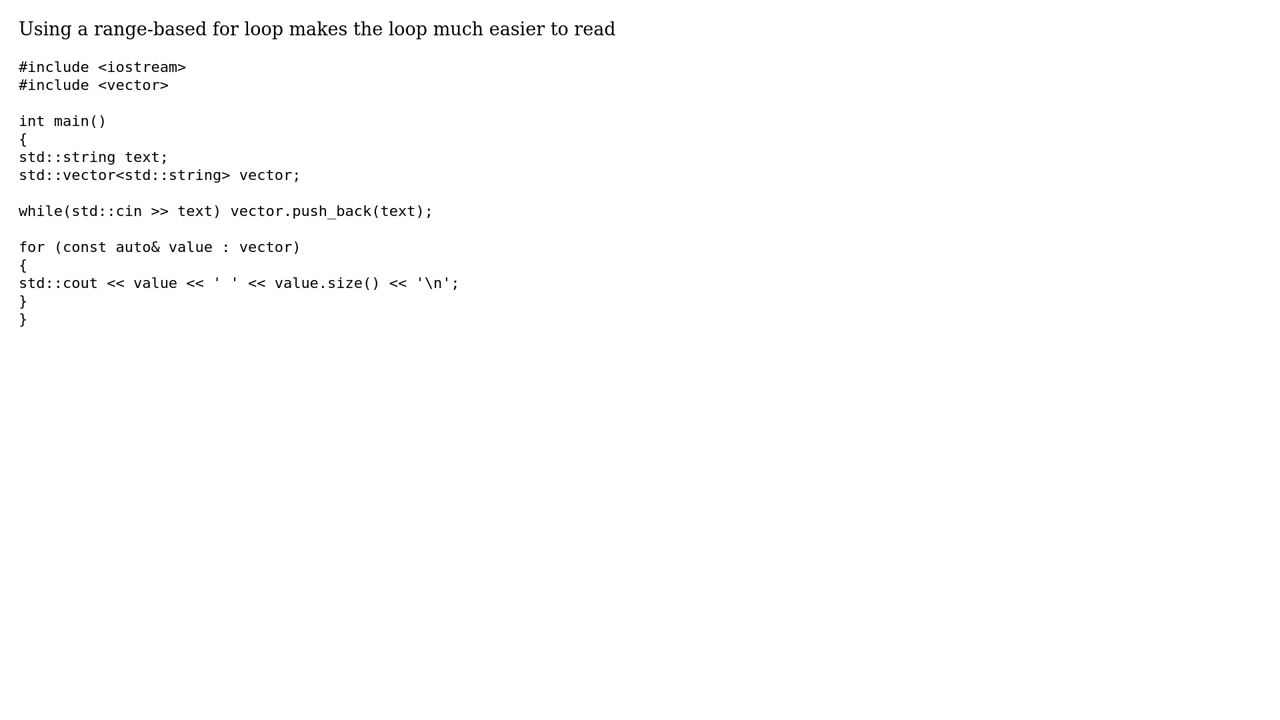 Using a range-based for loop makes the loop much easier to read
#include <iostream>
#include <vector>
int main()
{
std::string text;
std::vector<std::string> vector;
while(std::cin >> text) vector.push_back(text);
for (const auto& value : vector)
{
std::cout << value << ' ' << value.size() << '\n';
}
}